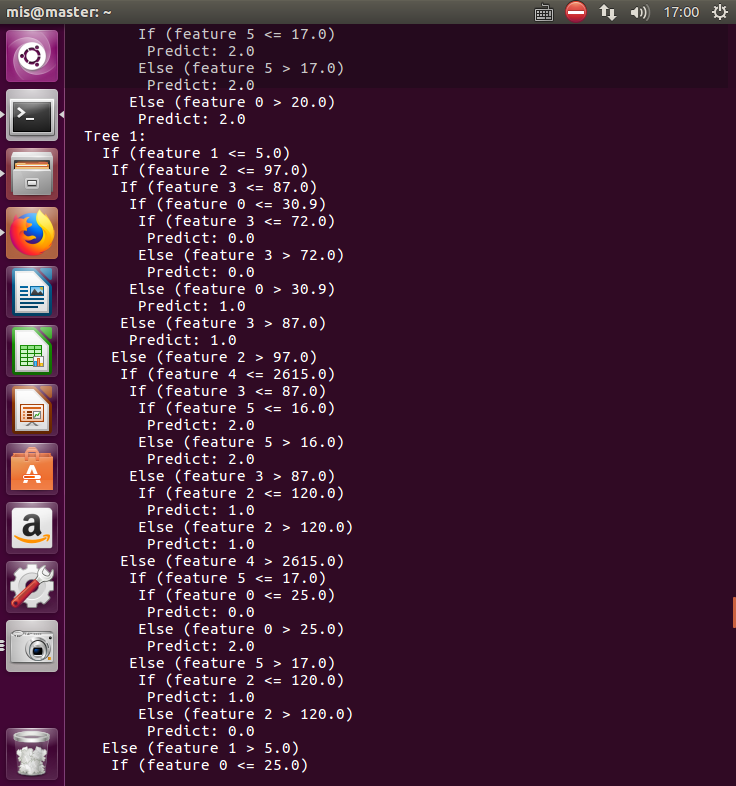 mis@master: ~
17:00
If (feature 5 <= 17.0)
Predict: 2.0
Else (feature 5 > 17.0)
Predict: 2.0
Else (feature 0 > 20.0)
Predict: 2.0
Tree 1:
If (feature 1 <= 5.0)
If (feature 2 <= 97.0)
If (feature 3 <= 87.0)
If (feature 0 <= 30.9)
If (feature 3 <= 72.0)
Predict: 0.0
Else (feature 3 > 72.0)
Predict: 0.0
Else (feature 0 > 30.9)
Predict: 1.0
Else (feature 3 > 87.0)
Predict: 1.0
Else (feature 2 > 97.0)
If (feature 4 <= 2615.0)
If (feature 3 <= 87.0)
If (feature 5 <= 16.0)
Predict: 2.0
Else (feature 5 > 16.0)
Predict: 2.0
Else (feature 3 > 87.0)
If (feature 2 <= 120.0)
Predict: 1.0
Else (feature 2 > 120.0)
Predict: 1.0
Else (feature 4 > 2615.0)
If (feature 5 <= 17.0)
If (feature 0 <= 25.0)
Predict: 0.0
Else (feature 0 > 25.0)
Predict: 2.0
Else (feature 5 > 17.0)
If (feature 2 <= 120.0)
Predict: 1.0
Else (feature 2 > 120.0)
Predict: 0.0
Else (feature 1 > 5.0)
If (feature 0 <= 25.0)